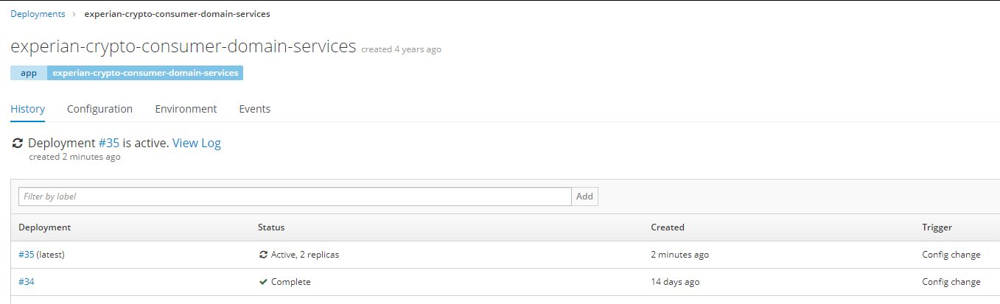 Deployments > experian-crypto-consumer-domain-services
experian-crypto-consumer-domain-services created 4 years ago
app experian-crypto-consumer-domain-services
History Configuration Environment Events
Deployment #35 is active. View Log
created 2 minutes ago
Filter by label Add
Deployment Status Created Trigger
#35 (latest) Active, 2 replicas 2 minutes ago Config change
#34 Complete 14 days ago Config change